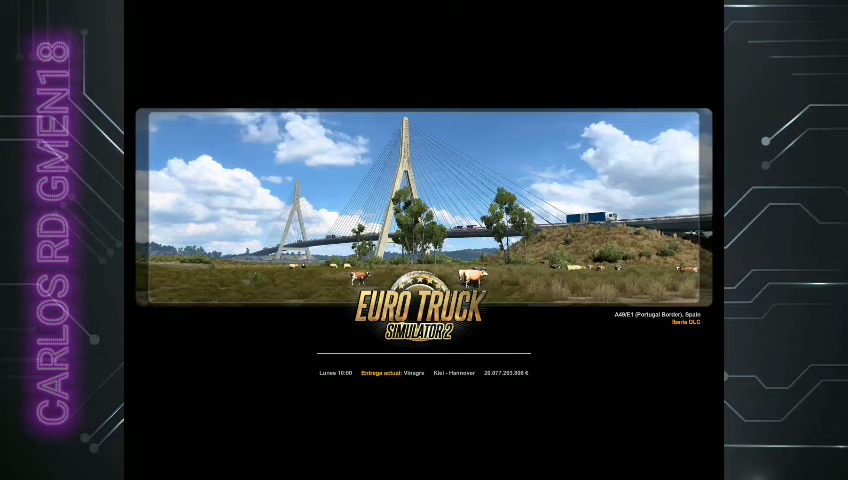 CARLOS RD GMEN18
EURO TRUCK
SIMULATOR 2
A49/E1 (Portugal Border), Spain
Iberia DLC
Lunes 10:00 Entrega actual: Vinagre Kiel - Hannover 20.077.203.806 €